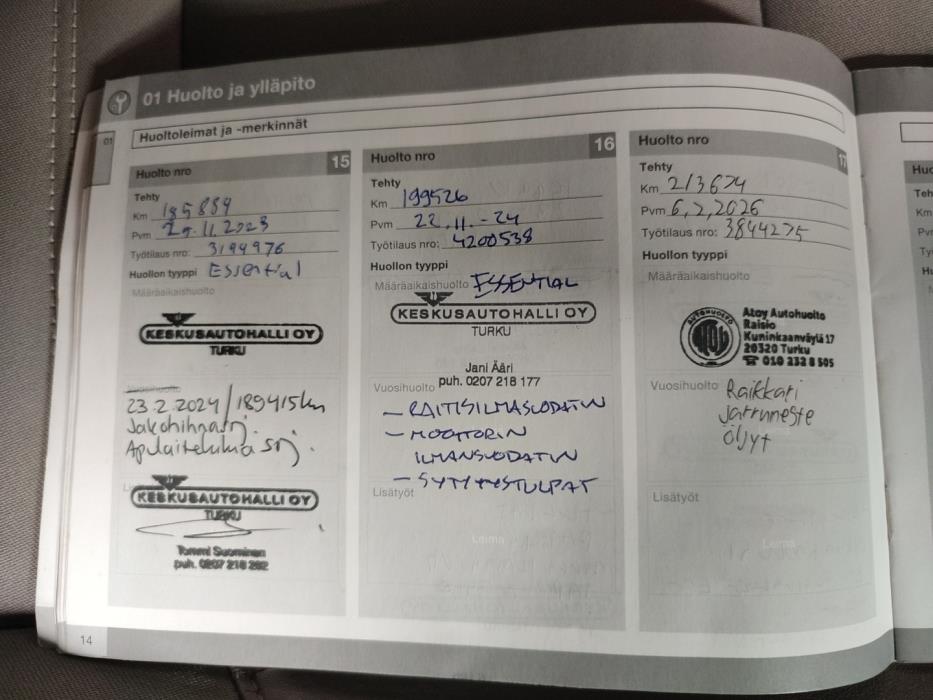 01 Huolto ja ylläpito
01
Huoltoleimat ja -merkinnät
Huolto nro 15
Tehty
Km 185889
Pvm 29.11.2023
Työtilaus nro: 3194976
Huollon tyyppi Essential
Määräaikaishuolto
KESKUSAUTOHALLI OY
TURKU
Vuosihuolto
23.2.2024 / 189415km
Jakohihnasrj.
Apulaitehihna srj.
KESKUSAUTOHALLI OY
TURKU
Tommi Suominen
puh. 0207 218 282
14
Huolto nro 16
Tehty
Km 199526
Pvm 22.11.-24
Työtilaus nro: 4200538
Huollon tyyppi
Määräaikaishuolto ESSENTIAL
KESKUSAUTOHALLI OY
TURKU
Jani Ääri
Vuosihuolto puh. 0207 218 177
- RAITISILMASUODATIN
- MOOTTORIN
ILMANSUODATIN
- SYTYTYSTULPAT
Lisätyöt
Leima
Huolto nro 17
Tehty
Km 213674
Pvm 6.2.2026
Työtilaus nro: 3844275
Huollon tyyppi
Määräaikaishuolto
AUTOHUOLTO
Atoy Autohuolto
Raisio
Kuninkaanväylä 17
20320 Turku
☎ 010 232 8 505
Vuosihuolto Raikkari
jarruneste
öljyt
Lisätyöt
Leima